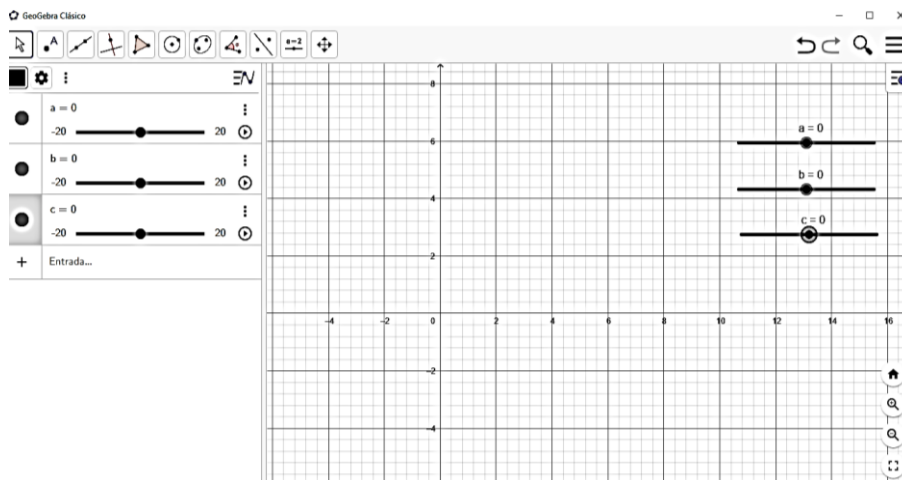 GeoGebra Clásico
A
a=2
a = 0
-20 20
b = 0
-20 20
c = 0
-20 20
+ Entrada...
a = 0
b = 0
c = 0
8
6
4
2
-4 -2 0 2 4 6 8 10 12 14 16
-2
-4